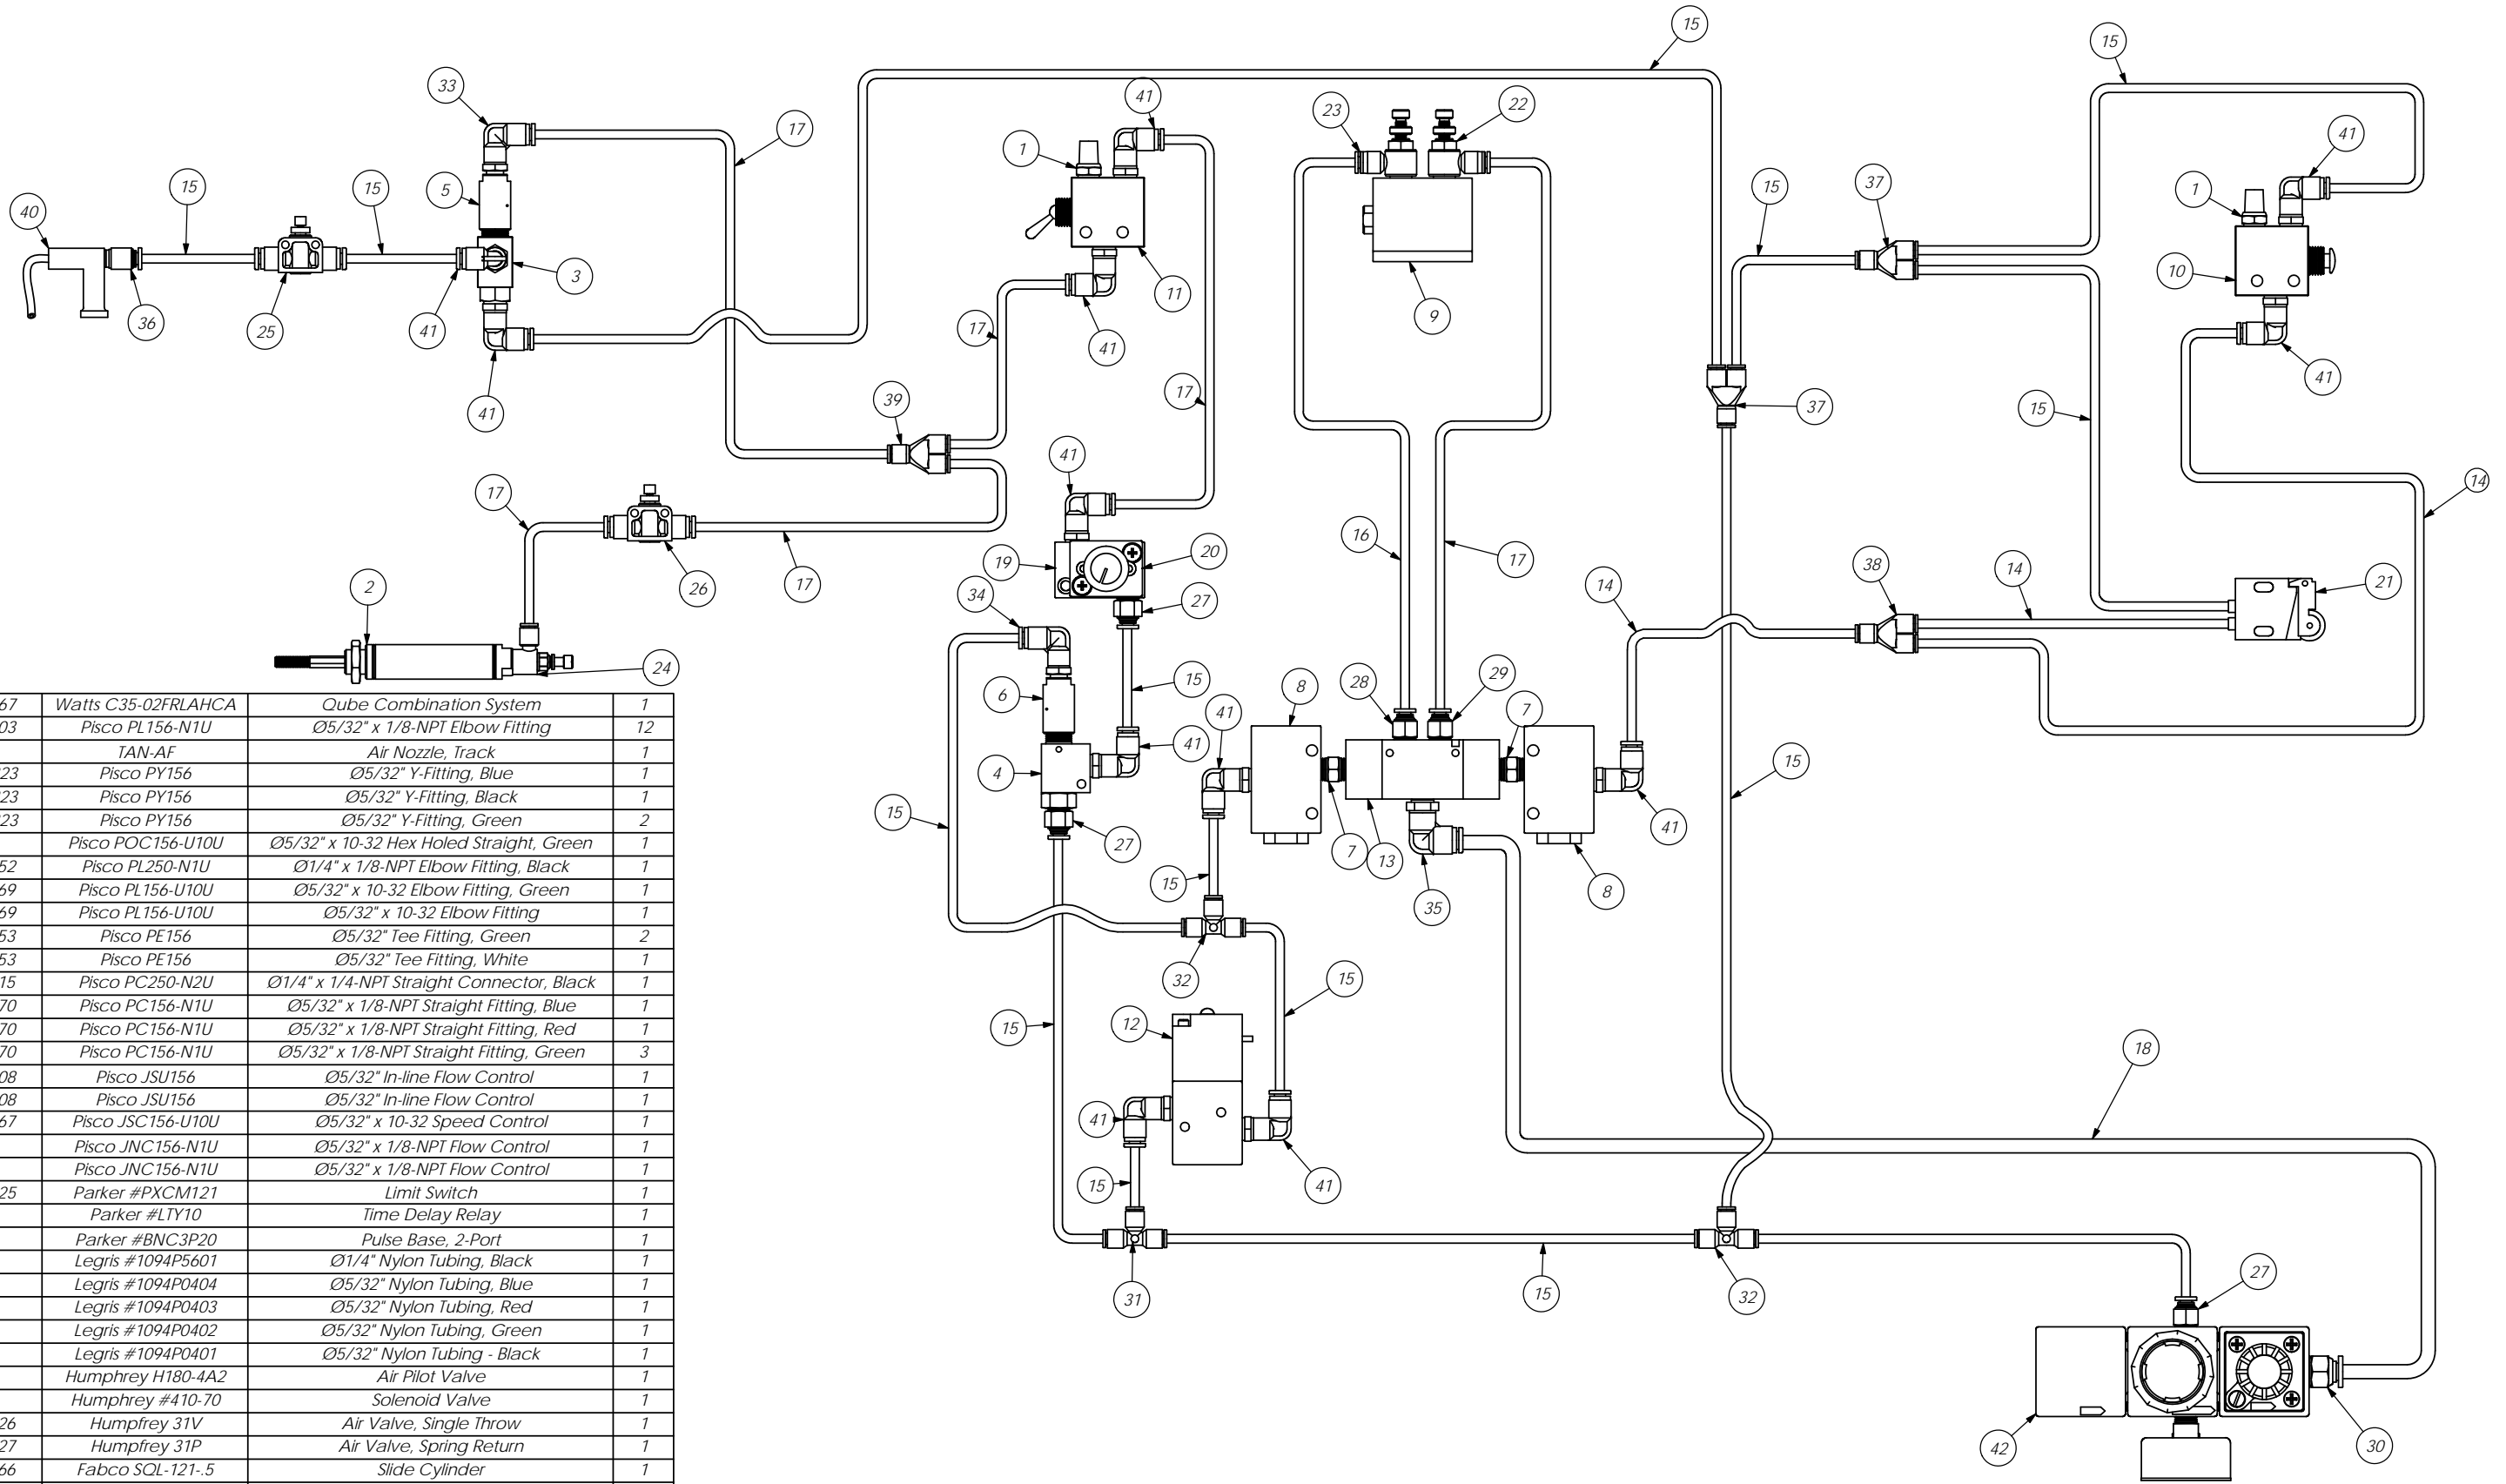 15
15
33
41
23
22
17
1
41
37
41
15
15
5
15
1
40
3
10
36
25
41
11
9
17
41
41
41
17
37
39
15
41
17
14
16
17
26
17
19
20
38
14
21
2
34
27
14
24
28
29
15
8
7
6
41
41
4
15
15
27
7
13
41
15
8
35
32
15
15
12
18
41
15
41
31
15
32
27
42
30
67 Watts C35-02FRLAHCA Qube Combination System 1
03 Pisco PL156-N1U Ø5/32" x 1/8-NPT Elbow Fitting 12
TAN-AF Air Nozzle, Track 1
23 Pisco PY156 Ø5/32" Y-Fitting, Blue 1
23 Pisco PY156 Ø5/32" Y-Fitting, Black 1
23 Pisco PY156 Ø5/32" Y-Fitting, Green 2
Pisco POC156-U10U Ø5/32" x 10-32 Hex Holed Straight, Green 1
52 Pisco PL250-N1U Ø1/4" x 1/8-NPT Elbow Fitting, Black 1
69 Pisco PL156-U10U Ø5/32" x 10-32 Elbow Fitting, Green 1
69 Pisco PL156-U10U Ø5/32" x 10-32 Elbow Fitting 1
53 Pisco PE156 Ø5/32" Tee Fitting, Green 2
53 Pisco PE156 Ø5/32" Tee Fitting, White 1
15 Pisco PC250-N2U Ø1/4" x 1/4-NPT Straight Connector, Black 1
70 Pisco PC156-N1U Ø5/32" x 1/8-NPT Straight Fitting, Blue 1
70 Pisco PC156-N1U Ø5/32" x 1/8-NPT Straight Fitting, Red 1
70 Pisco PC156-N1U Ø5/32" x 1/8-NPT Straight Fitting, Green 3
08 Pisco JSU156 Ø5/32" In-line Flow Control 1
08 Pisco JSU156 Ø5/32" In-line Flow Control 1
67 Pisco JSC156-U10U Ø5/32" x 10-32 Speed Control 1
Pisco JNC156-N1U Ø5/32" x 1/8-NPT Flow Control 1
Pisco JNC156-N1U Ø5/32" x 1/8-NPT Flow Control 1
25 Parker #PXCM121 Limit Switch 1
Parker #LTY10 Time Delay Relay 1
Parker #BNC3P20 Pulse Base, 2-Port 1
Legris #1094P5601 Ø1/4" Nylon Tubing, Black 1
Legris #1094P0404 Ø5/32" Nylon Tubing, Blue 1
Legris #1094P0403 Ø5/32" Nylon Tubing, Red 1
Legris #1094P0402 Ø5/32" Nylon Tubing, Green 1
Legris #1094P0401 Ø5/32" Nylon Tubing - Black 1
Humphrey H180-4A2 Air Pilot Valve 1
Humphrey #410-70 Solenoid Valve 1
26 Humpfrey 31V Air Valve, Single Throw 1
27 Humpfrey 31P Air Valve, Spring Return 1
66 Fabco SQL-121-.5 Slide Cylinder 1